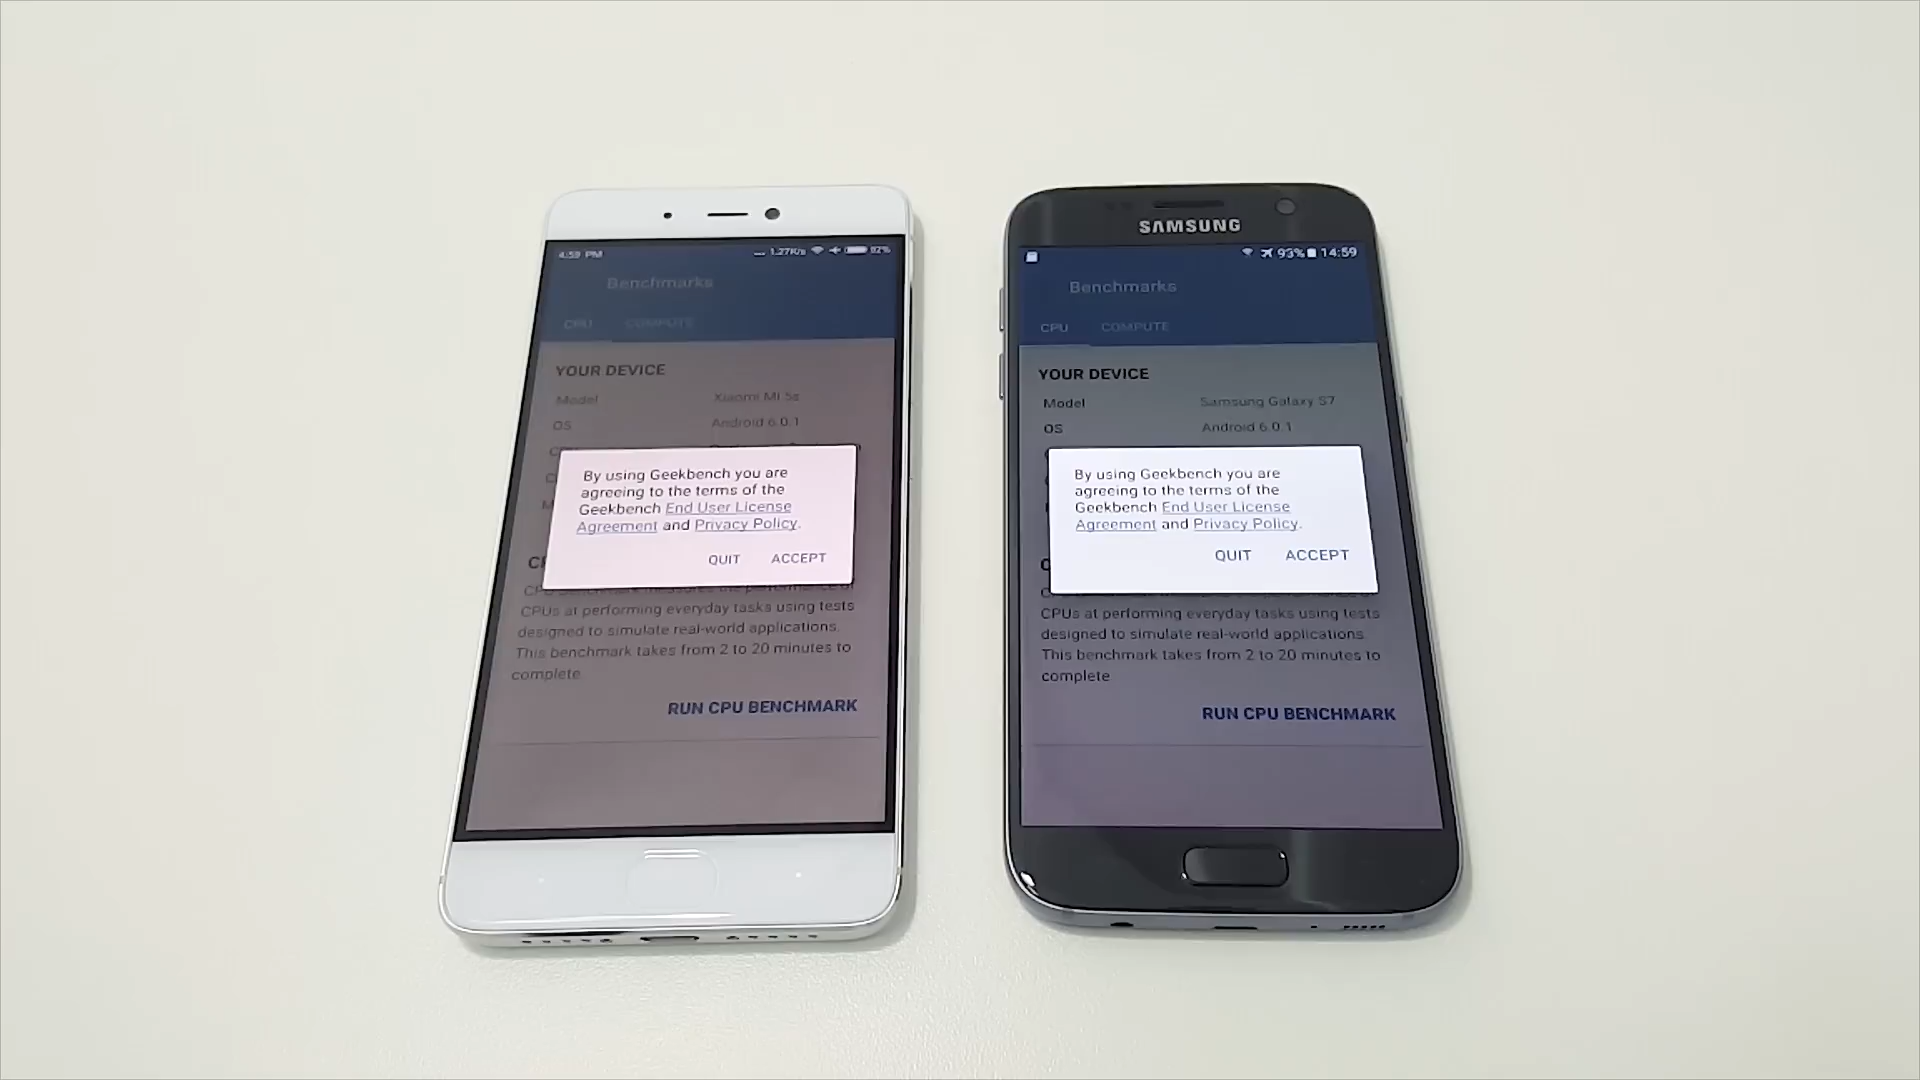 4:59 PM
1.27K/s
92%
Benchmarks
CPU COMPUTE
YOUR DEVICE
Model Xiaomi MI 5s
OS Android 6.0.1
By using Geekbench you are
agreeing to the terms of the
Geekbench End User License
Agreement and Privacy Policy.
QUIT ACCEPT
CPUs at performing everyday tasks using tests
designed to simulate real-world applications.
This benchmark takes from 2 to 20 minutes to
complete
RUN CPU BENCHMARK
SAMSUNG
93% 14:59
Benchmarks
CPU COMPUTE
YOUR DEVICE
Model Samsung Galaxy S7
OS Android 6.0.1
By using Geekbench you are
agreeing to the terms of the
Geekbench End User License
Agreement and Privacy Policy.
QUIT ACCEPT
CPUs at performing everyday tasks using tests
designed to simulate real-world applications
This benchmark takes from 2 to 20 minutes to
complete
RUN CPU BENCHMARK